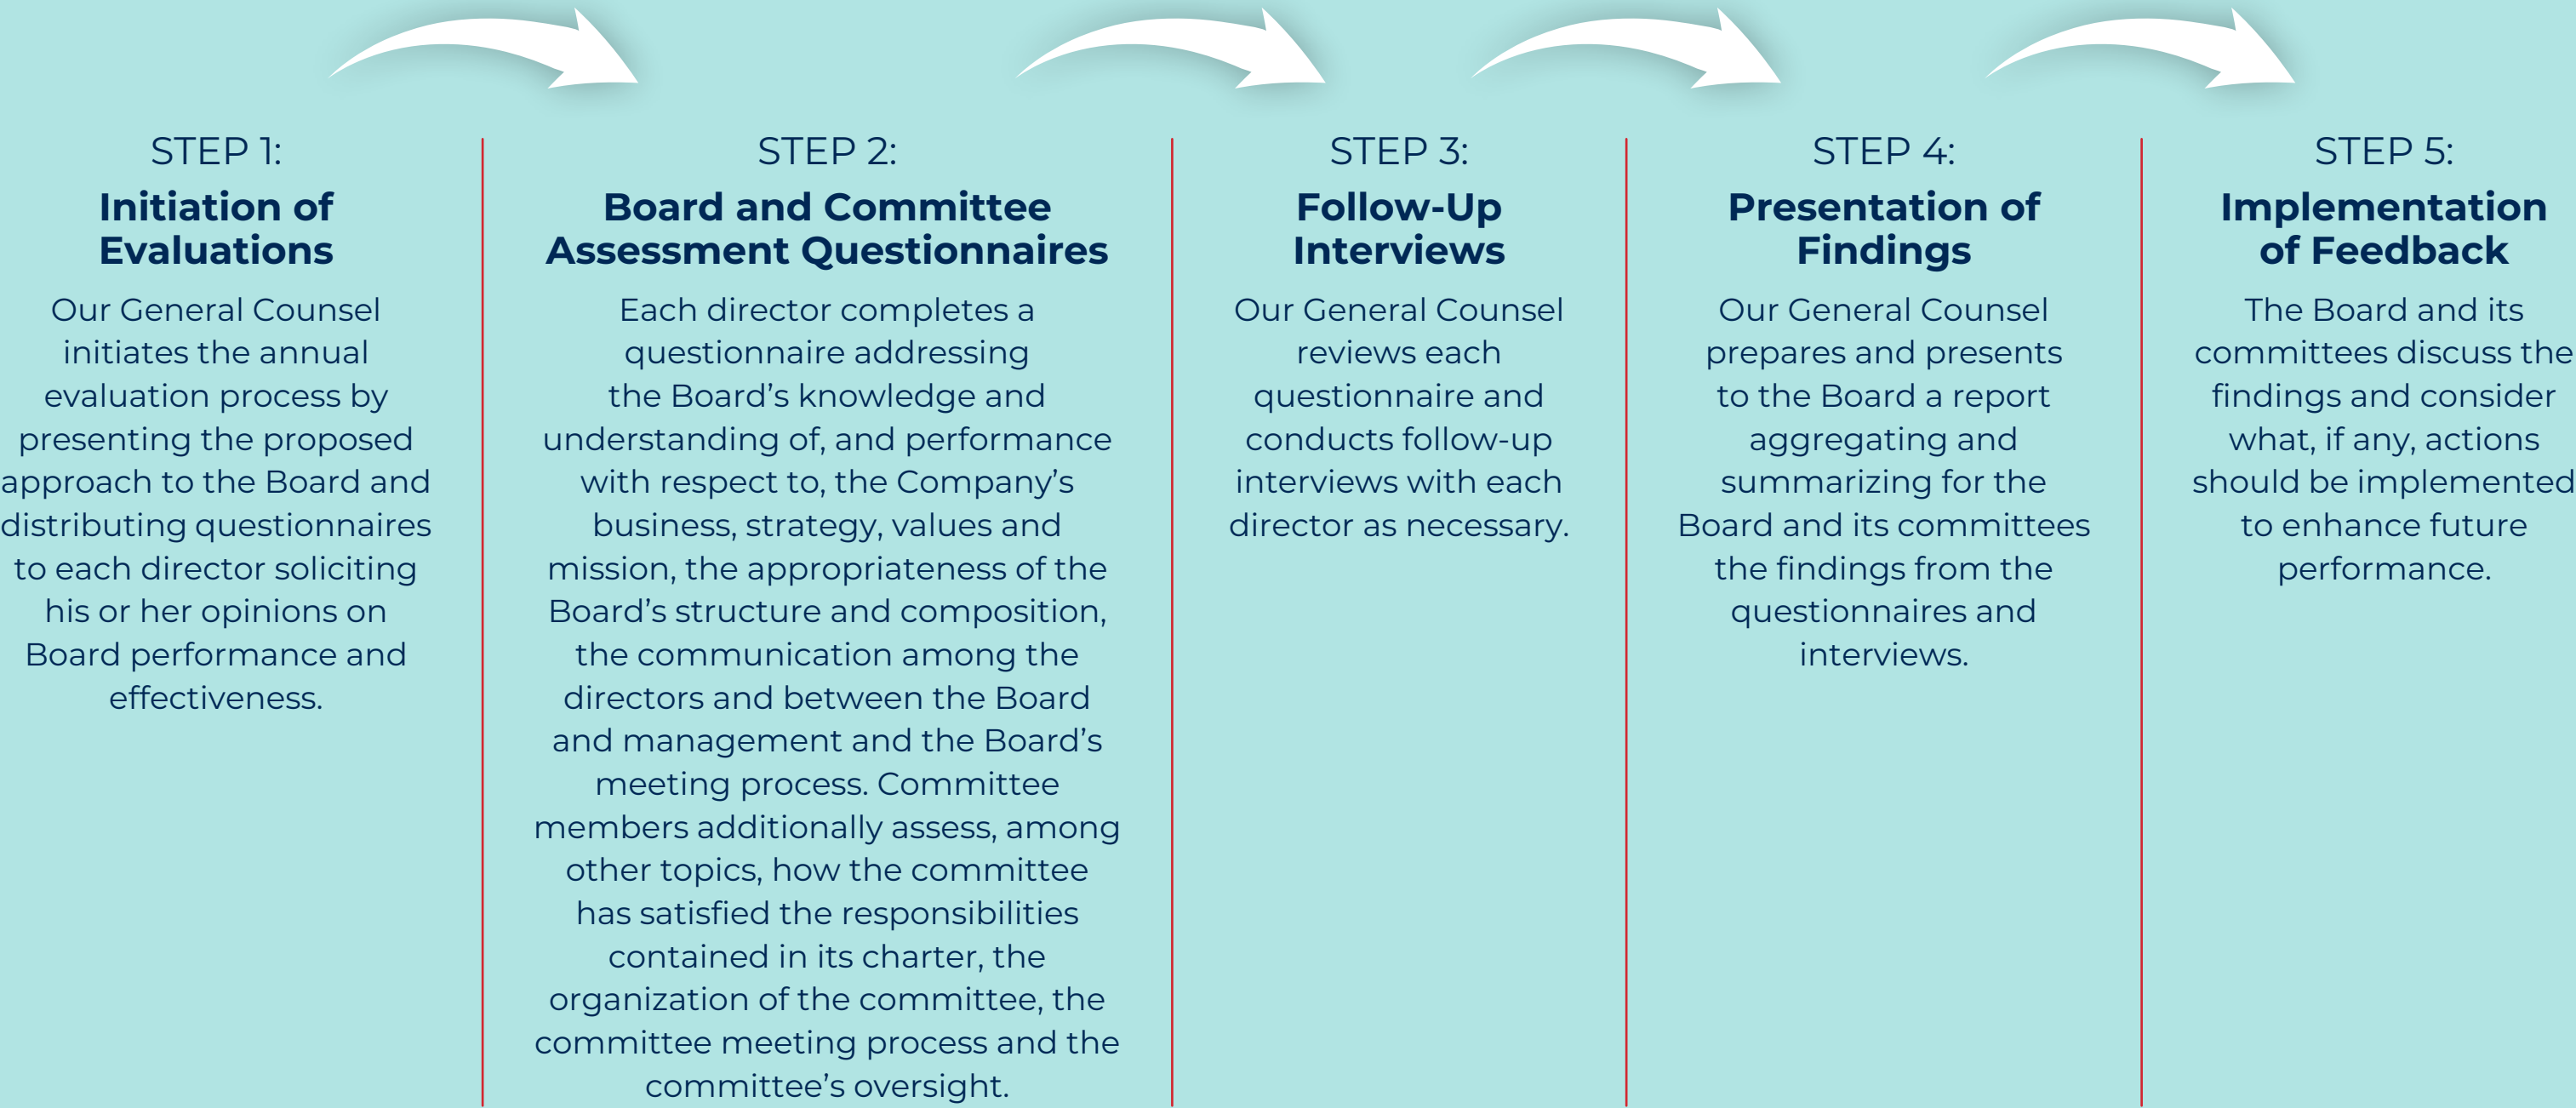 STEP 1:
Initiation of
Evaluations
Our General Counsel
initiates the annual
evaluation process by
presenting the proposed
approach to the Board and
distributing questionnaires
to each director soliciting
his or her opinions on
Board performance and
effectiveness.
STEP 2:
Board and Committee
Assessment Questionnaires
Each director completes a
questionnaire addressing
the Board’s knowledge and
understanding of, and performance
with respect to, the Company’s
business, strategy, values and
mission, the appropriateness of the
Board’s structure and composition,
the communication among the
directors and between the Board
and management and the Board’s
meeting process. Committee
members additionally assess, among
other topics, how the committee
has satisfied the responsibilities
contained in its charter, the
organization of the committee, the
committee meeting process and the
committee’s oversight.
STEP 3:
Follow-Up
Interviews
Our General Counsel
reviews each
questionnaire and
conducts follow-up
interviews with each
director as necessary.
STEP 4:
Presentation of
Findings
Our General Counsel
prepares and presents
to the Board a report
aggregating and
summarizing for the
Board and its committees
the findings from the
questionnaires and
interviews.
STEP 5:
Implementation
of Feedback
The Board and its
committees discuss the
findings and consider
what, if any, actions
should be implemented
to enhance future
performance.